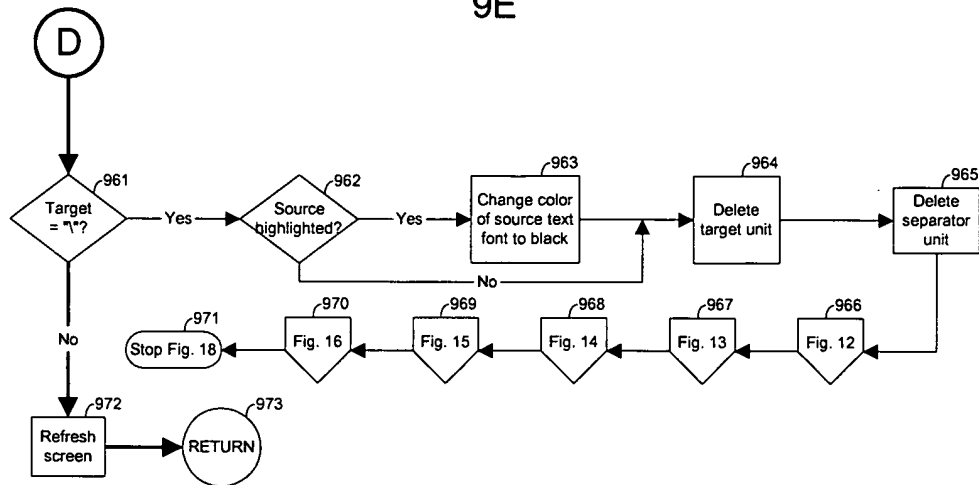 9E
D
961
Target
= "\"?
Yes
962
Source
highlighted?
Yes
963
Change color
of source text
font to black
964
Delete
target unit
965
Delete
separator
unit
No
No
971
Stop Fig. 18
970
Fig. 16
969
Fig. 15
968
Fig. 14
967
Fig. 13
966
Fig. 12
972
Refresh
screen
973
RETURN